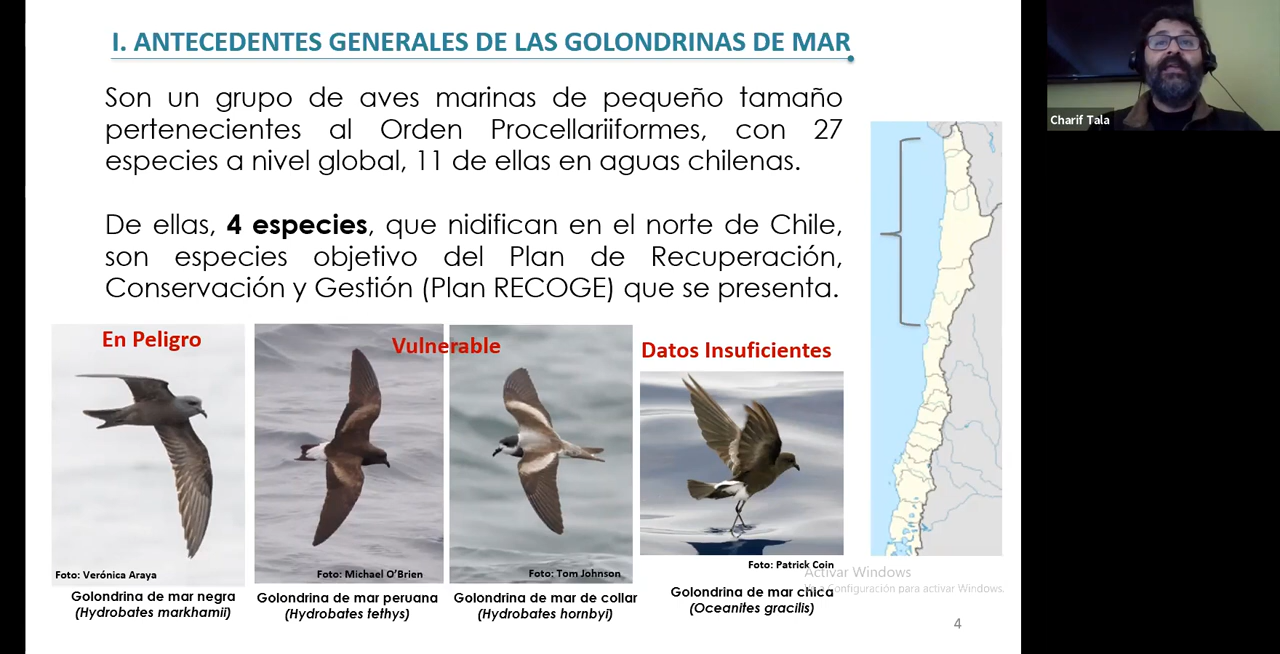 I. ANTECEDENTES GENERALES DE LAS GOLONDRINAS DE MAR
Son un grupo de aves marinas de pequeño tamaño
pertenecientes al Orden Procellariiformes, con 27
especies a nivel global, 11 de ellas en aguas chilenas.
De ellas, 4 especies, que nidifican en el norte de Chile,
son especies objetivo del Plan de Recuperación,
Conservación y Gestión (Plan RECOGE) que se presenta.
En Peligro
Vulnerable
Datos Insuficientes
Foto: Verónica Araya
Foto: Michael O'Brien
Foto: Tom Johnson
Foto: Patrick Coin
Golondrina de mar negra
(Hydrobates markhamii)
Golondrina de mar peruana
(Hydrobates tethys)
Golondrina de mar de collar
(Hydrobates hornbyi)
Golondrina de mar chica
(Oceanites gracilis)
Activar Windows
Configuración para activar Windows.
4
Charif Tala